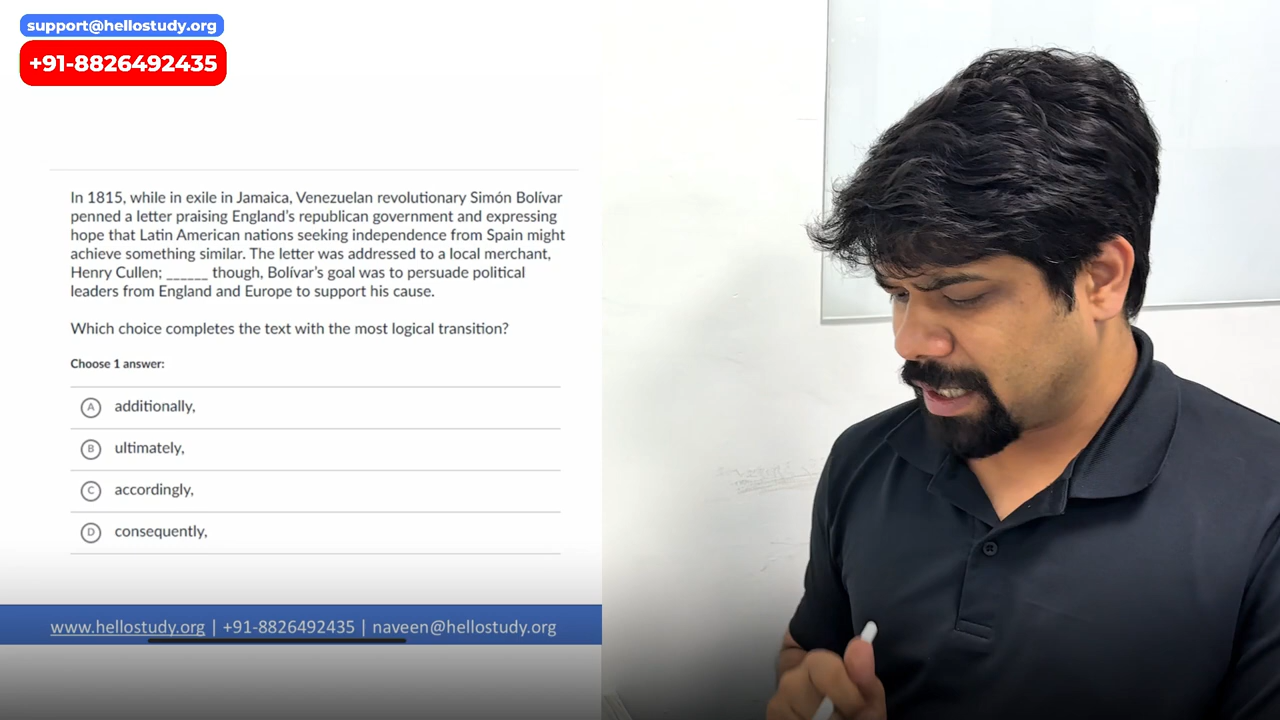 support@hellostudy.org
+91-8826492435
In 1815, while in exile in Jamaica, Venezuelan revolutionary Simón Bolívar
penned a letter praising England's republican government and expressing
hope that Latin American nations seeking independence from Spain might
achieve something similar. The letter was addressed to a local merchant,
Henry Cullen; ______ though, Bolívar's goal was to persuade political
leaders from England and Europe to support his cause.
Which choice completes the text with the most logical transition?
Choose 1 answer:
A additionally,
B ultimately,
C accordingly,
D consequently,
www.hellostudy.org | +91-8826492435 | naveen@hellostudy.org